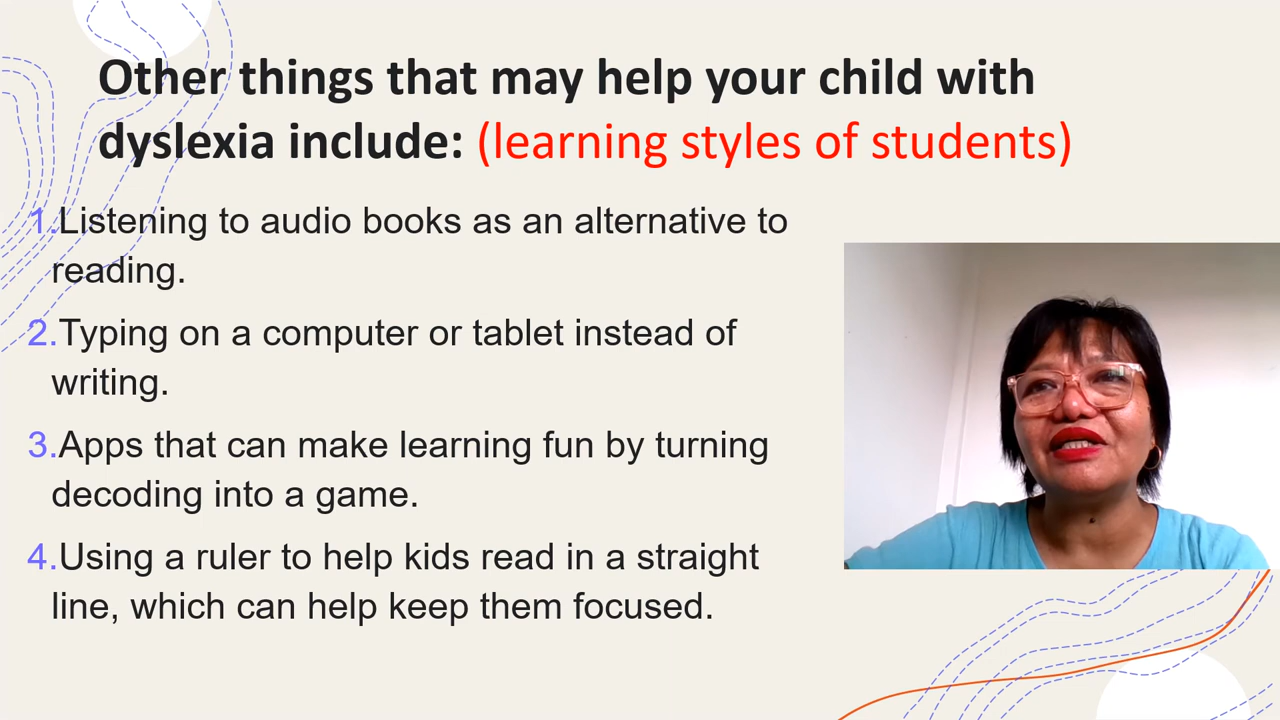 Other things that may help your child with
dyslexia include: (learning styles of students)
1.Listening to audio books as an alternative to
reading.
2.Typing on a computer or tablet instead of
writing.
3.Apps that can make learning fun by turning
decoding into a game.
4.Using a ruler to help kids read in a straight
line, which can help keep them focused.